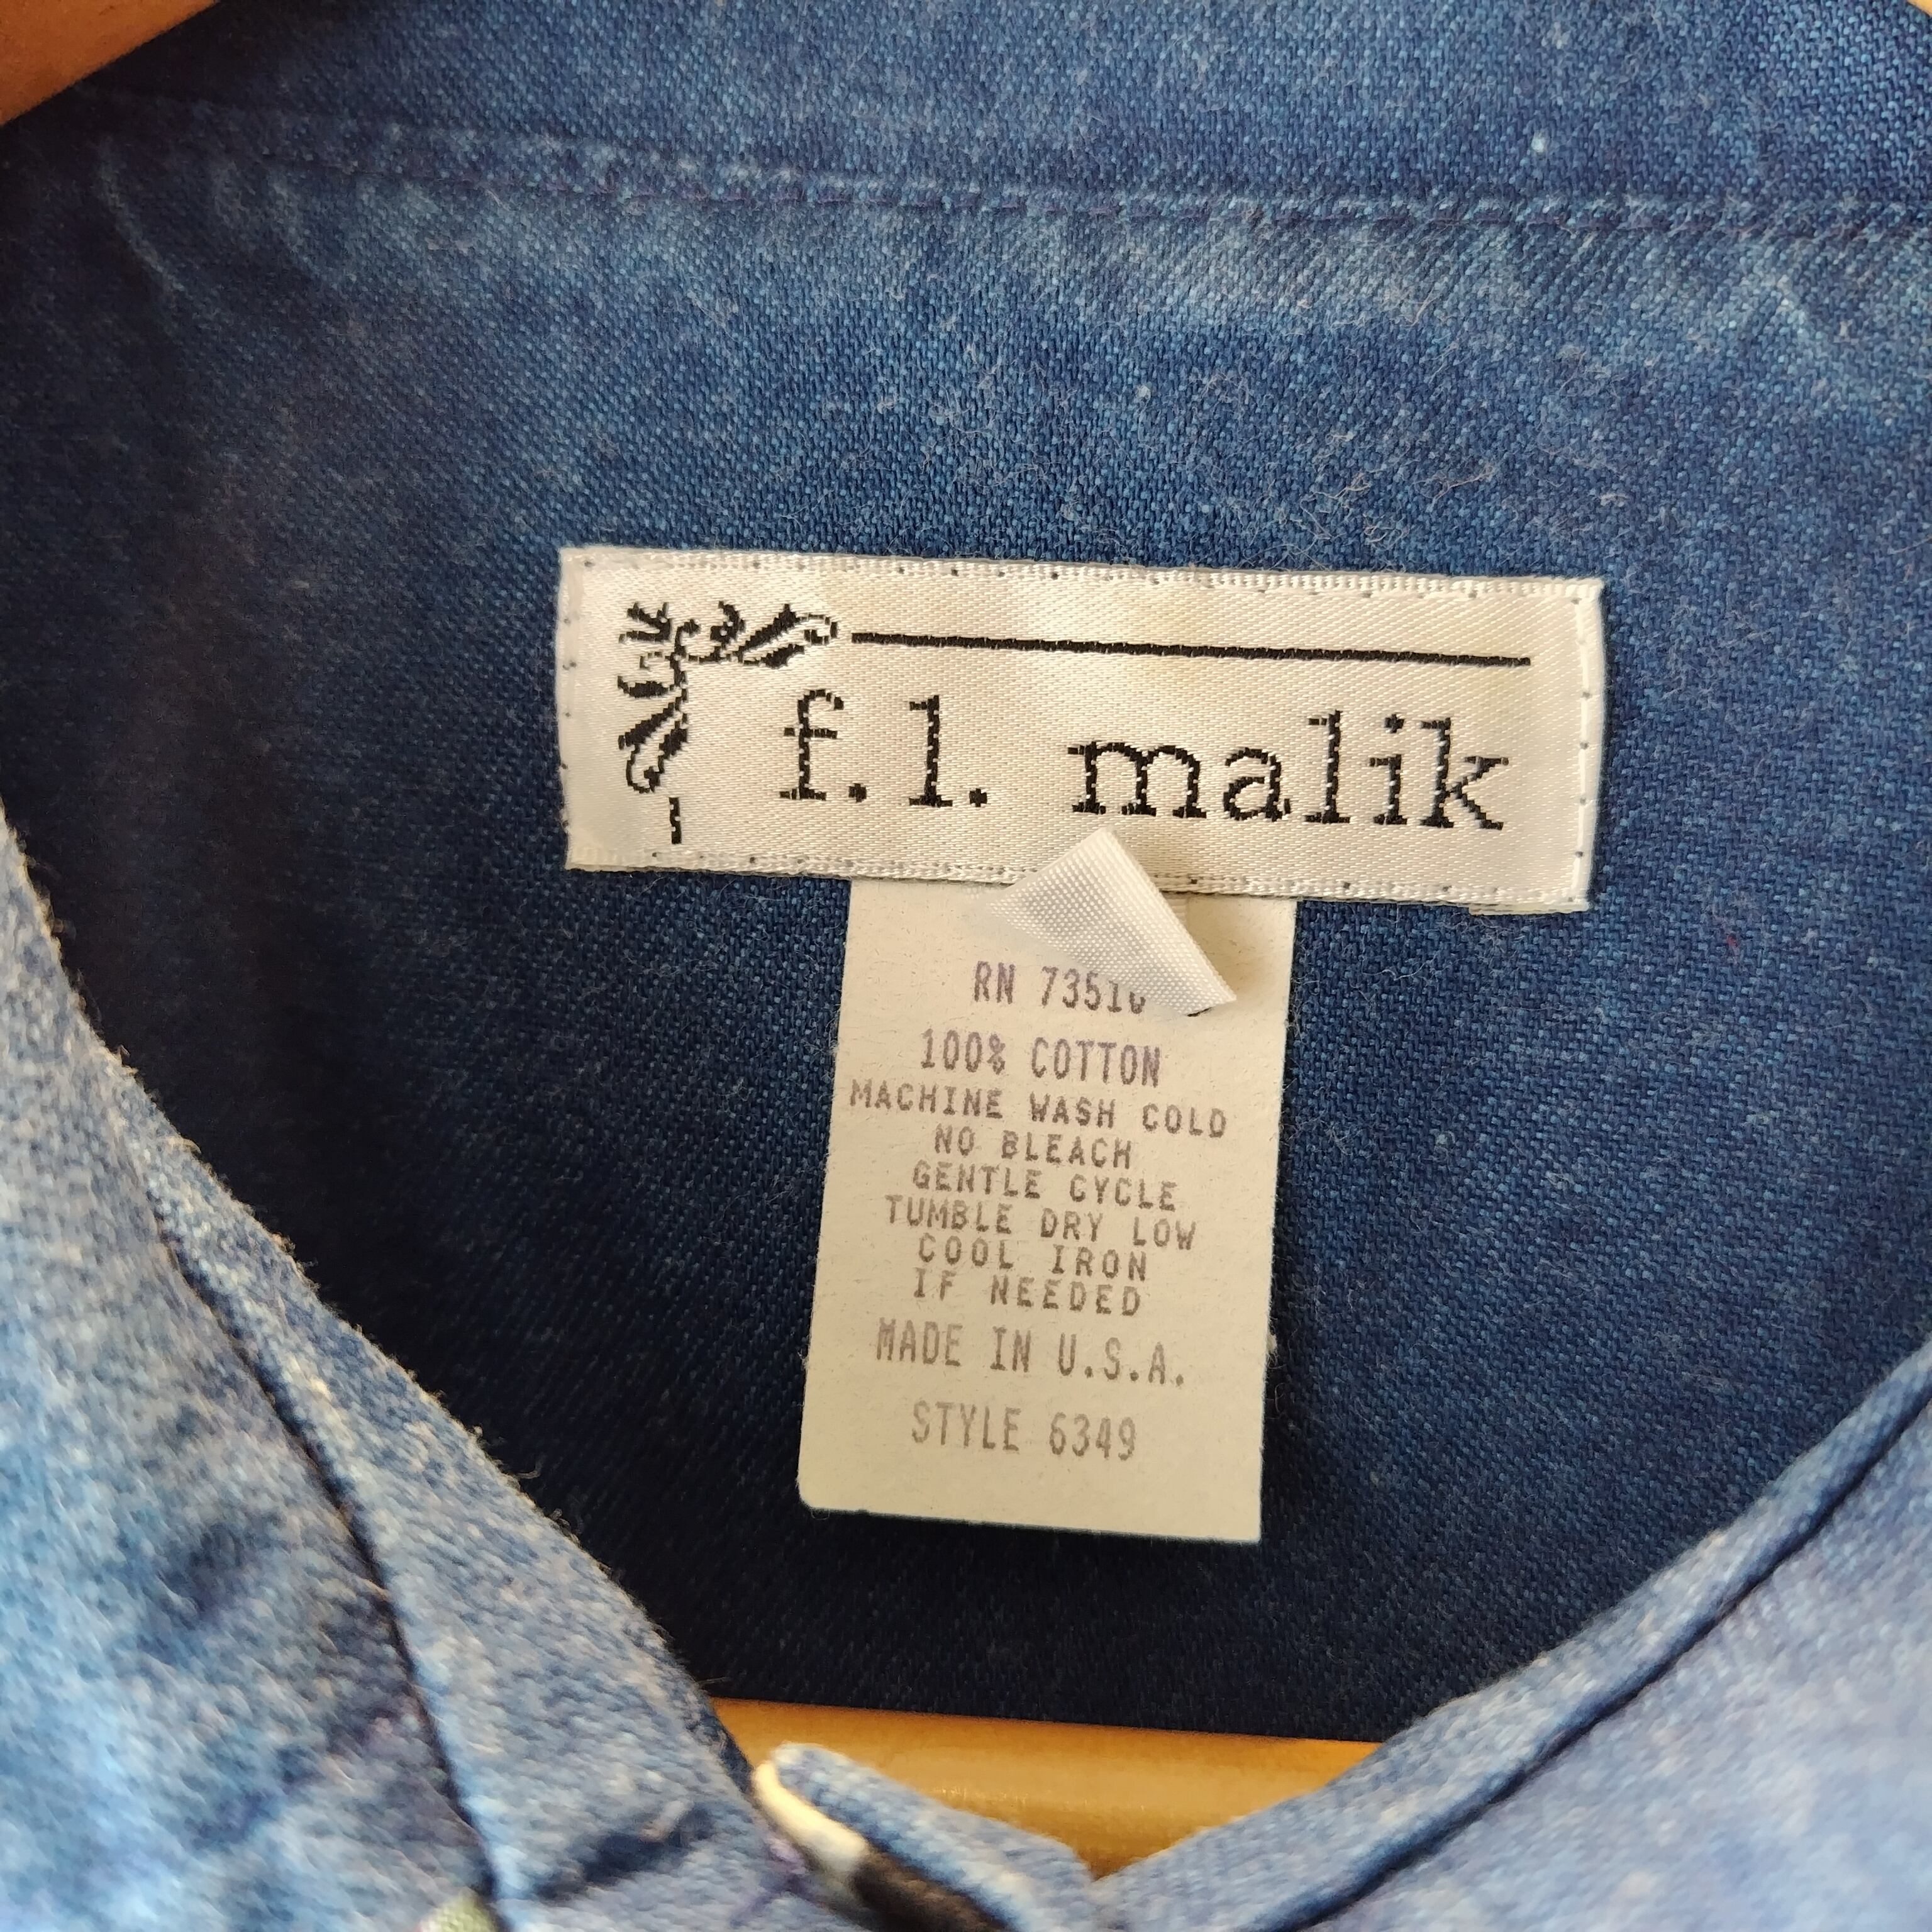 f.l. malik
RN
100% COTTON
MACHINE WASH COLD
NO BLEACH
GENTLE CYCLE
TUMBLE DRY LOW
COOL IRON
IF NEEDED
MADE IN U.S.A.
STYLE 6349